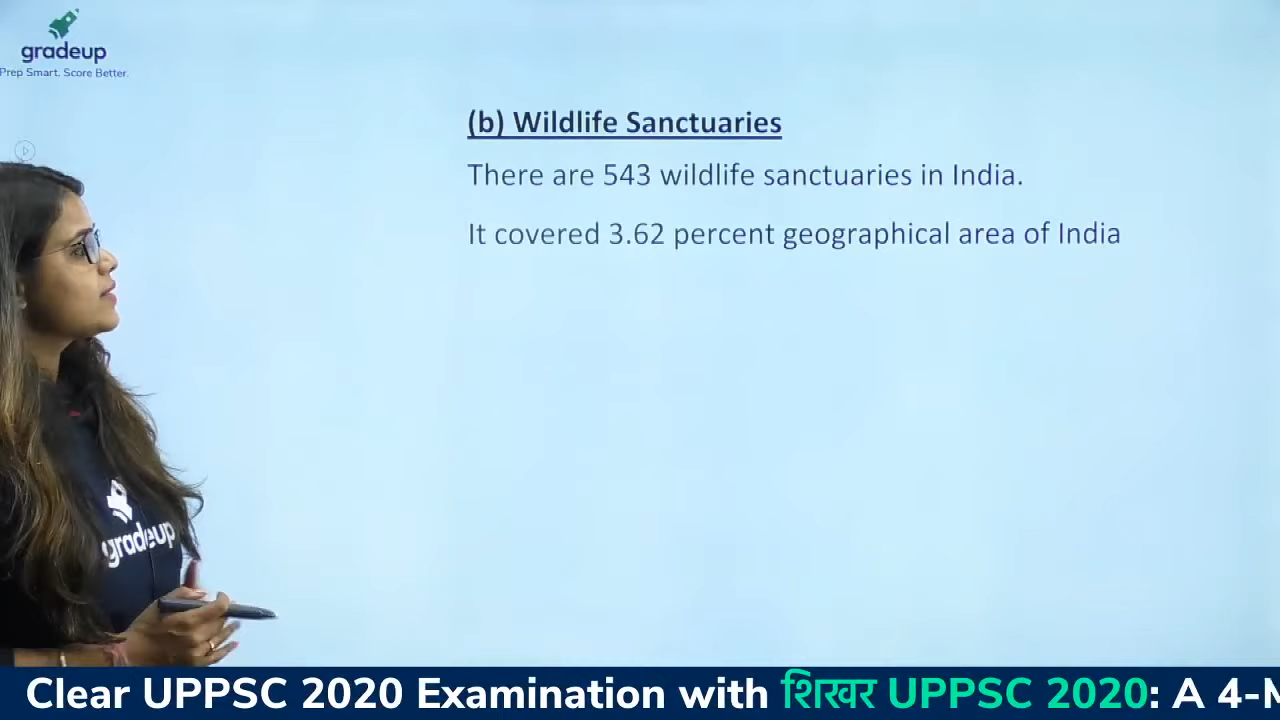 gradeup
Prep Smart. Score Better.
(b) Wildlife Sanctuaries
There are 543 wildlife sanctuaries in India.
It covered 3.62 percent geographical area of India
gradeup
Clear UPPSC 2020 Examination with शिखर UPPSC 2020: A 4-